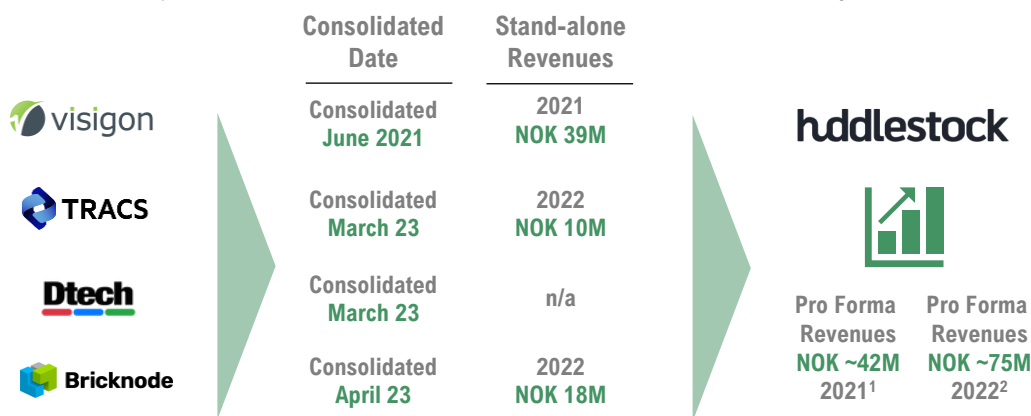 Consolidated
Date
Stand-alone
Revenues
visigon
Consolidated
June 2021
2021
NOK 39M
TRACS
Consolidated
March 23
2022
NOK 10M
Dtech
Consolidated
March 23
n/a
Bricknode
Consolidated
April 23
2022
NOK 18M
huddlestock
Pro Forma
Revenues
NOK ~42M
2021¹
Pro Forma
Revenues
NOK ~75M
2022²